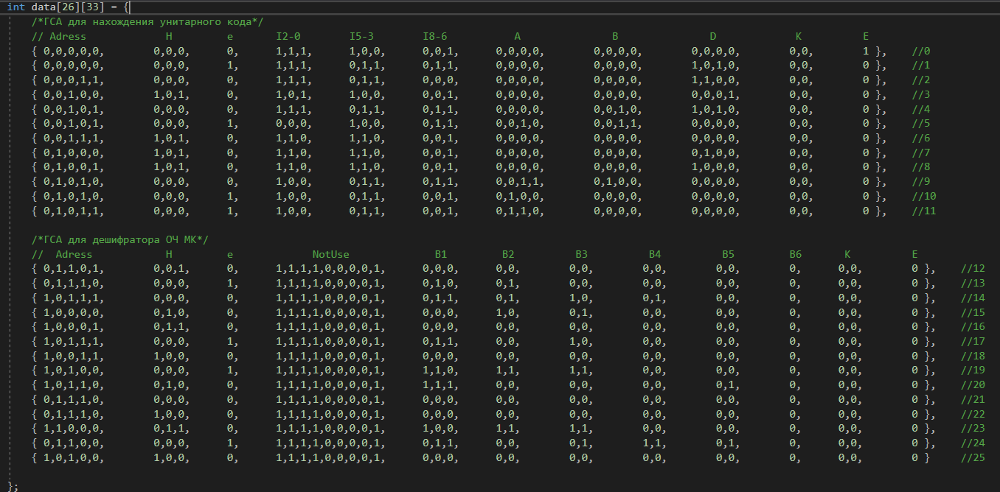 int data[26][33] = {
/*ГСА для нахождения унитарного кода*/
// Adress H e I2-0 I5-3 I8-6 A B D K E
{ 0,0,0,0,0, 0,0,0, 0, 1,1,1, 1,0,0, 0,0,1, 0,0,0,0, 0,0,0,0, 0,0,0,0, 0,0, 1 }, //0
{ 0,0,0,0,0, 0,0,0, 1, 1,1,1, 0,1,1, 0,1,1, 0,0,0,0, 0,0,0,0, 1,0,1,0, 0,0, 0 }, //1
{ 0,0,0,1,1, 0,0,0, 0, 1,1,1, 0,1,1, 0,0,0, 0,0,0,0, 0,0,0,0, 1,1,0,0, 0,0, 0 }, //2
{ 0,0,1,0,0, 1,0,1, 0, 1,0,1, 1,0,0, 0,0,1, 0,0,0,0, 0,0,0,0, 0,0,0,1, 0,0, 0 }, //3
{ 0,0,1,0,1, 0,0,0, 0, 1,1,1, 0,1,1, 0,1,1, 0,0,0,0, 0,0,1,0, 1,0,1,0, 0,0, 0 }, //4
{ 0,0,1,0,1, 0,0,0, 1, 0,0,0, 1,0,0, 0,1,1, 0,0,1,0, 0,0,1,1, 0,0,0,0, 0,0, 0 }, //5
{ 0,0,1,1,1, 1,0,1, 0, 1,1,0, 1,1,0, 0,0,1, 0,0,0,0, 0,0,0,0, 0,0,0,0, 0,0, 0 }, //6
{ 0,1,0,0,0, 1,0,1, 0, 1,1,0, 1,1,0, 0,0,1, 0,0,0,0, 0,0,0,0, 0,1,0,0, 0,0, 0 }, //7
{ 0,1,0,0,1, 1,0,1, 0, 1,1,0, 1,1,0, 0,0,1, 0,0,0,0, 0,0,0,0, 1,0,0,0, 0,0, 0 }, //8
{ 0,1,0,1,0, 0,0,0, 0, 1,0,0, 0,1,1, 0,1,1, 0,0,1,1, 0,1,0,0, 0,0,0,0, 0,0, 0 }, //9
{ 0,1,0,1,0, 0,0,0, 1, 1,0,0, 0,1,1, 0,1,1, 0,1,0,0, 0,0,0,0, 0,0,0,0, 0,0, 0 }, //10
{ 0,1,0,1,1, 0,0,0, 1, 1,0,0, 0,1,1, 0,0,1, 0,1,1,0, 0,0,0,0, 0,0,0,0, 0,0, 0 }, //11
/*ГСА для дешифратора ОЧ МК*/
// Adress H e NotUse B1 B2 B3 B4 B5 B6 K E
{ 0,1,1,0,1, 0,0,1, 0, 1,1,1,1,0,0,0,0,1, 0,0,0, 0,0, 0,0, 0,0, 0,0, 0, 0,0, 0 }, //12
{ 0,1,1,1,0, 0,0,0, 1, 1,1,1,1,0,0,0,0,1, 0,1,0, 0,1, 0,0, 0,0, 0,0, 0, 0,0, 0 }, //13
{ 1,0,1,1,1, 0,0,0, 0, 1,1,1,1,0,0,0,0,1, 0,1,1, 0,1, 1,0, 0,1, 0,0, 0, 0,0, 0 }, //14
{ 1,0,0,0,0, 0,1,0, 0, 1,1,1,1,0,0,0,0,1, 0,0,0, 1,0, 0,1, 0,0, 0,0, 0, 0,0, 0 }, //15
{ 1,0,0,0,1, 0,1,1, 0, 1,1,1,1,0,0,0,0,1, 0,0,0, 0,0, 0,0, 0,0, 0,0, 0, 0,0, 0 }, //16
{ 1,0,1,1,1, 0,0,0, 1, 1,1,1,1,0,0,0,0,1, 0,1,1, 0,0, 1,0, 0,0, 0,0, 0, 0,0, 0 }, //17
{ 1,0,0,1,1, 1,0,0, 0, 1,1,1,1,0,0,0,0,1, 0,0,0, 0,0, 0,0, 0,0, 0,0, 0, 0,0, 0 }, //18
{ 1,0,1,0,0, 0,0,0, 1, 1,1,1,1,0,0,0,0,1, 1,1,0, 1,1, 1,1, 0,0, 0,0, 0, 0,0, 0 }, //19
{ 1,0,1,1,0, 0,1,0, 0, 1,1,1,1,0,0,0,0,1, 1,1,1, 0,0, 0,0, 0,0, 0,1, 0, 0,0, 0 }, //20
{ 0,1,1,1,0, 0,0,0, 0, 1,1,1,1,0,0,0,0,1, 0,0,0, 0,0, 0,0, 0,0, 0,0, 0, 0,0, 0 }, //21
{ 0,1,1,1,0, 1,0,0, 0, 1,1,1,1,0,0,0,0,1, 0,0,0, 0,0, 0,0, 0,0, 0,0, 0, 0,0, 0 }, //22
{ 1,1,0,0,0, 0,1,1, 0, 1,1,1,1,0,0,0,0,1, 1,0,0, 1,1, 1,1, 0,0, 0,0, 0, 0,0, 0 }, //23
{ 0,1,1,0,0, 0,0,0, 1, 1,1,1,1,0,0,0,0,1, 0,1,1, 0,0, 0,1, 1,1, 0,1, 0, 0,0, 0 }, //24
{ 1,0,1,0,0, 1,0,0, 0, 1,1,1,1,0,0,0,0,1, 0,0,0, 0,0, 0,0, 0,0, 0,0, 0, 0,0, 0 } //25
};